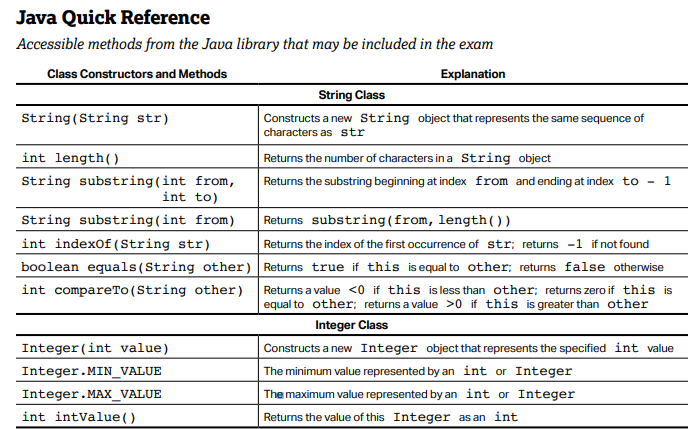 Java Quick Reference
Accessible methods from the Java library that may be included in the exam
Class Constructors and Methods Explanation
String Class
String(String str) Constructs a new String object that represents the same sequence of
characters as str
int length() Returns the number of characters in a String object
String substring(int from, Returns the substring beginning at index from and ending at index to - 1
int to)
String substring(int from) Returns substring(from, length())
int indexOf(String str) Returns the index of the first occurrence of str; returns -1 if not found
boolean equals(String other) Returns true if this is equal to other; returns false otherwise
int compareTo(String other) Returns a value <0 if this is less than other; returns zero if this is
equal to other; returns a value >0 if this is greater than other
Integer Class
Integer(int value) Constructs a new Integer object that represents the specified int value
Integer.MIN_VALUE The minimum value represented by an int or Integer
Integer.MAX_VALUE The maximum value represented by an int or Integer
int intValue() Returns the value of this Integer as an int